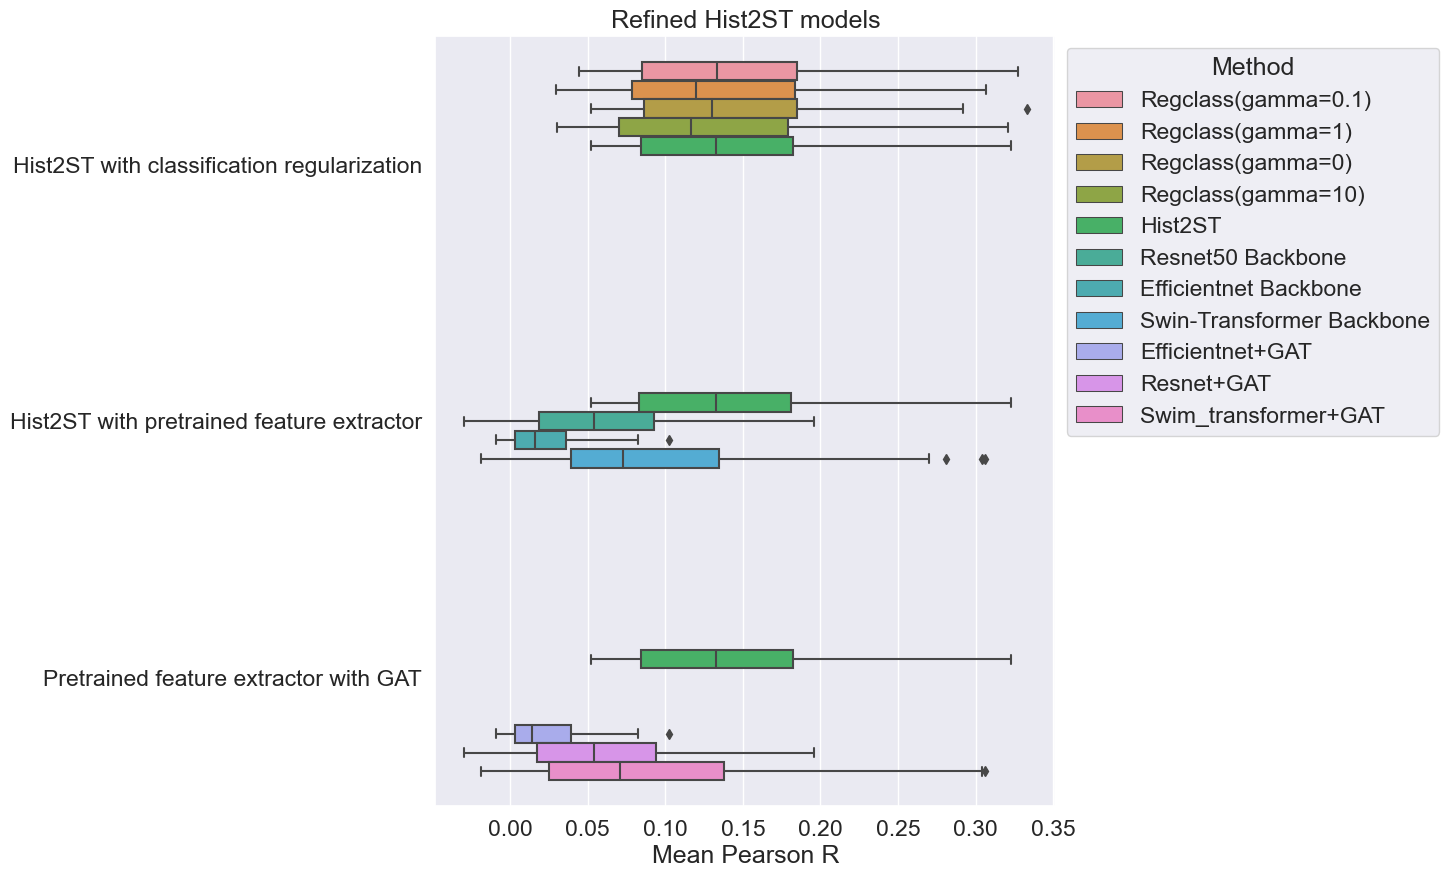 Refined Hist2ST models
Hist2ST with classification regularization
Hist2ST with pretrained feature extractor
Pretrained feature extractor with GAT
0.00 0.05 0.10 0.15 0.20 0.25 0.30 0.35
Mean Pearson R
Method
Regclass(gamma=0.1)
Regclass(gamma=1)
Regclass(gamma=0)
Regclass(gamma=10)
Hist2ST
Resnet50 Backbone
Efficientnet Backbone
Swin-Transformer Backbone
Efficientnet+GAT
Resnet+GAT
Swim_transformer+GAT